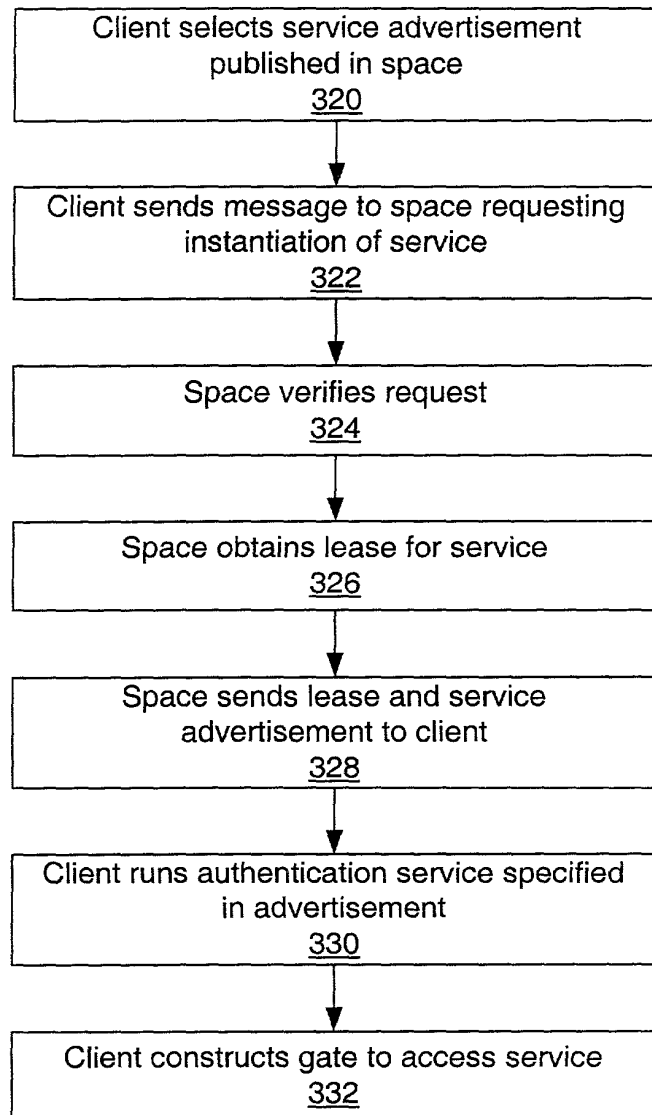 Client selects service advertisement
published in space
320
Client sends message to space requesting
instantiation of service
322
Space verifies request
324
Space obtains lease for service
326
Space sends lease and service
advertisement to client
328
Client runs authentication service specified
in advertisement
330
Client constructs gate to access service
332